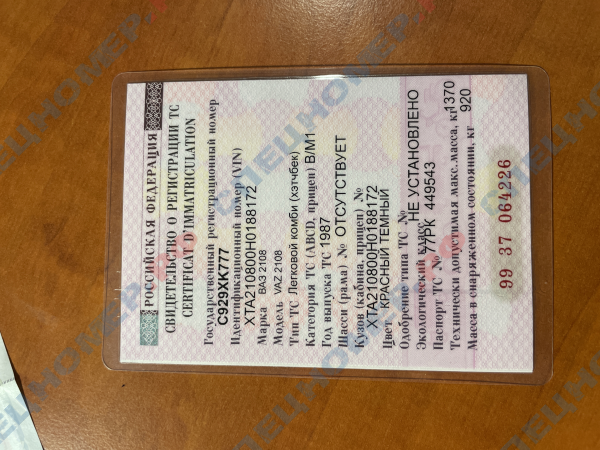 РОССИЙСКАЯ ФЕДЕРАЦИЯ
СВИДЕТЕЛЬСТВО О РЕГИСТРАЦИИ ТС
CERTIFICAT D'IMMATRICULATION
Государственный регистрационный номер
С929ХК777
Идентификационный номер (VIN)
XTA210800H0188172
Марка ВАЗ 2108
Модель VAZ 2108
Тип ТС Легковой комби (хэтчбек)
Категория ТС (ABCD, прицеп) B/M1
Год выпуска ТС 1987
Шасси (рама) № ОТСУТСТВУЕТ
Кузов (кабина, прицеп) №
XTA210800H0188172
Цвет КРАСНЫЙ ТЕМНЫЙ
Одобрение типа ТС №
Экологический класс НЕ УСТАНОВЛЕНО
Паспорт ТС № 77РК 449543
Технически допустимая макс. масса, кг 1370
Масса в снаряженном состоянии, кг 920
99 37 064226
СПЕЦНОМЕР.